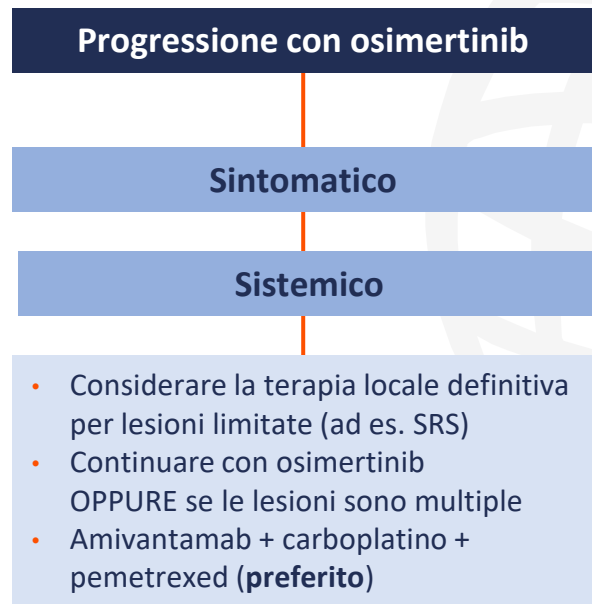 Progressione con osimertinib
Sintomatico
Sistemico
• Considerare la terapia locale definitiva
per lesioni limitate (ad es. SRS)
• Continuare con osimertinib
OPPURE se le lesioni sono multiple
• Amivantamab + carboplatino +
pemetrexed (preferito)